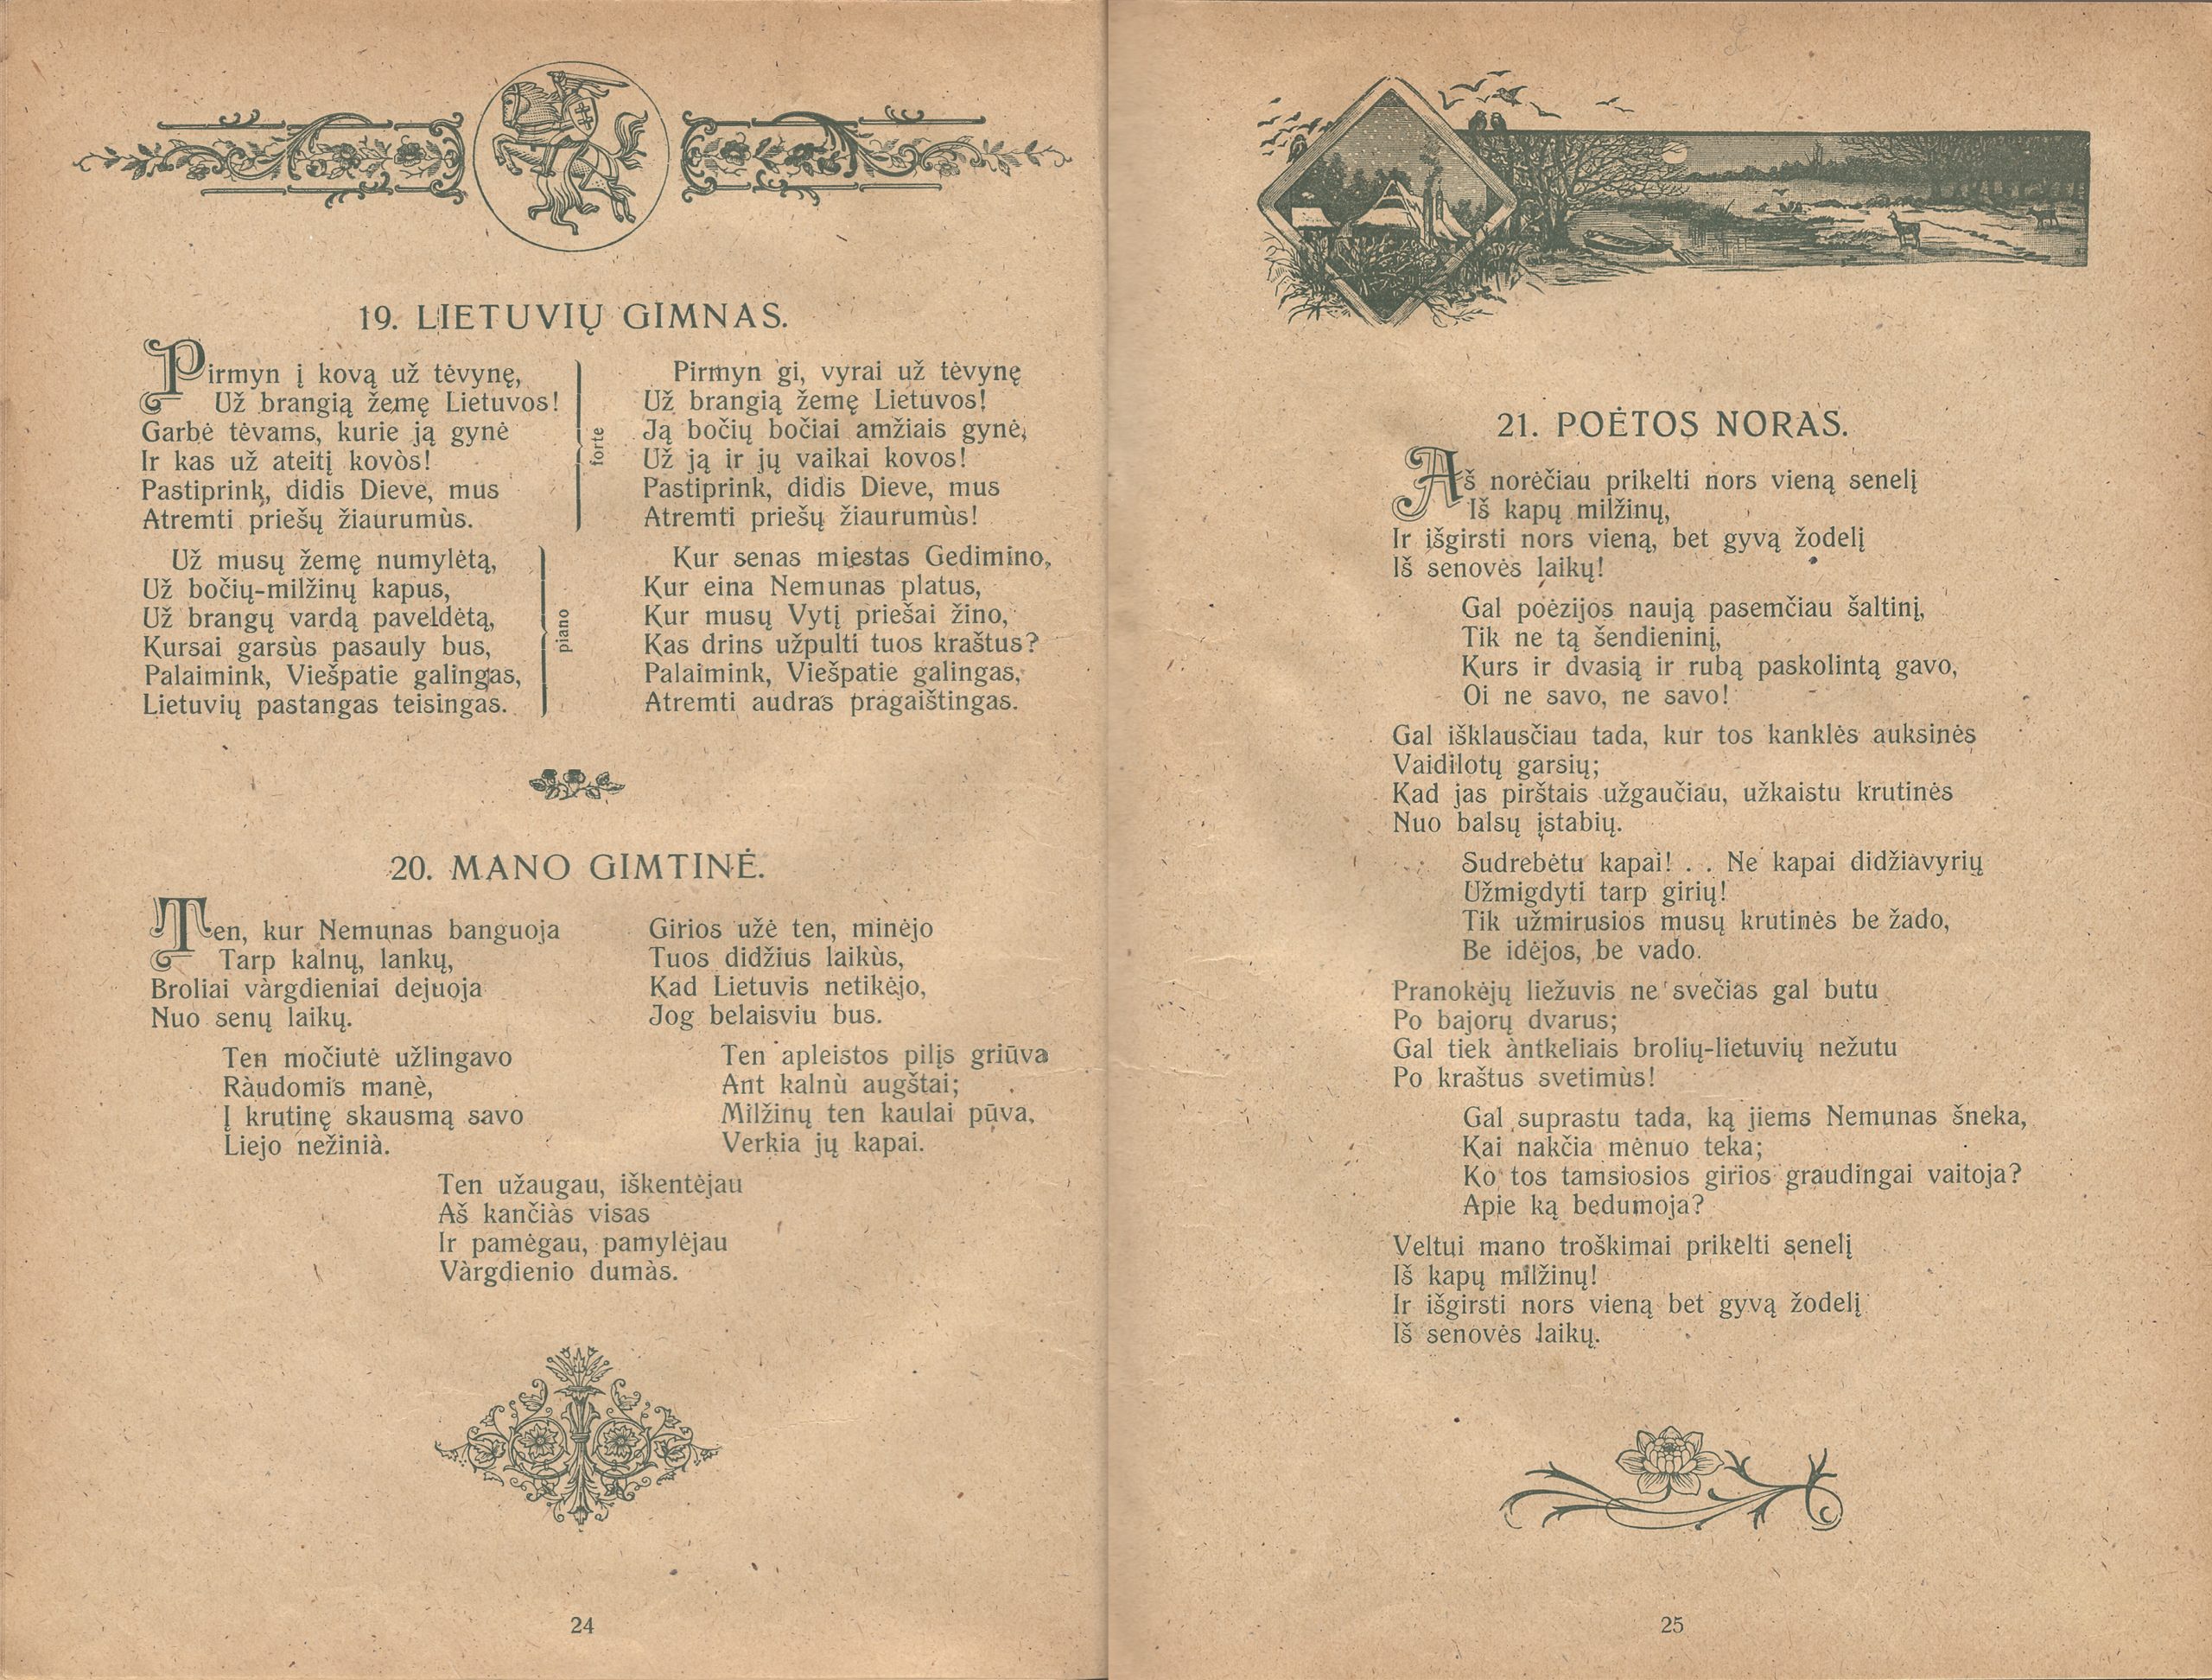 19. LIETUVIŲ GIMNAS.
Pirmyn į kovą už tėvynę,
Už brangią žemę Lietuvos!
Garbė tėvams, kurie ją gynė
Ir kas už ateitį kovòs!
Pastiprink, didis Dieve, mus
Atremti priešų žiaurumùs.
forte
Už musų žemę numylėtą,
Už bočių-milžinų kapus,
Už brangų vardą paveldėtą,
Kursai garsùs pasauly bus,
Palaimink, Viešpatie galingas,
Lietuvių pastangas teisingas.
piano
Pirmyn gi, vyrai už tėvynę
Už brangią žemę Lietuvos!
Ją bočių bočiai amžiais gynė,
Už ją ir jų vaikai kovos!
Pastiprink, didis Dieve, mus
Atremti priešų žiaurumùs!
Kur senas miestas Gedimino,
Kur eina Nemunas platus,
Kur musų Vytį priešai žino,
Kas drins užpulti tuos kraštus?
Palaimink, Viešpatie galingas,
Atremti audras pragaištingas.
20. MANO GIMTINĖ.
Ten, kur Nemunas banguoja
Tarp kalnų, lankų,
Broliai vàrgdieniai dejuoja
Nuo senų laikų.
Ten močiutė užlingavo
Ràudomis manè,
Į krutinę skausmą savo
Liejo nežinià.
Girios užė ten, minėjo
Tuos didžius laikùs,
Kad Lietuvis netikėjo,
Jog belaisviu bus.
Ten apleistos pilįs griūva
Ant kalnù augštai;
Milžinų ten kaulai pūva,
Verkia jų kapai.
Ten užaugau, iškentėjau
Aš kančiàs visas
Ir pamėgau, pamylėjau
Vàrgdienio dumàs.
24
21. POĖTOS NORAS.
Aš norėčiau prikelti nors vieną senelį
Iš kapų milžinų,
Ir išgirsti nors vieną, bet gyvą žodelį
Iš senovės laikų!
Gal poėzijos naują pasemčiau šaltinį,
Tik ne tą šendieninį,
Kurs ir dvasią ir rubą paskolintą gavo,
Oi ne savo, ne savo!
Gal išklausčiau tada, kur tos kanklės auksinės
Vaidilotų garsių;
Kad jas pirštais užgaučiau, užkaistu krutinės
Nuo balsų įstabių.
Sudrebėtu kapai! . . Ne kapai didžiavyrių
Užmigdyti tarp girių!
Tik užmirusios musų krutinės be žado,
Be idėjos, be vado.
Pranokėjų liežuvis ne svečias gal butu
Po bajorų dvarus;
Gal tiek àntkeliais brolių-lietuvių nežutu
Po kraštus svetimùs!
Gal suprastu tada, ką jiems Nemunas šneka,
Kai nakčia mėnuo teka;
Ko tos tamsiosios girios graudingai vaitoja?
Apie ką bedumoja?
Veltui mano troškimai prikelti senelį
Iš kapų milžinų!
Ir išgirsti nors vieną bet gyvą žodelį
Iš senovės laikų.
25